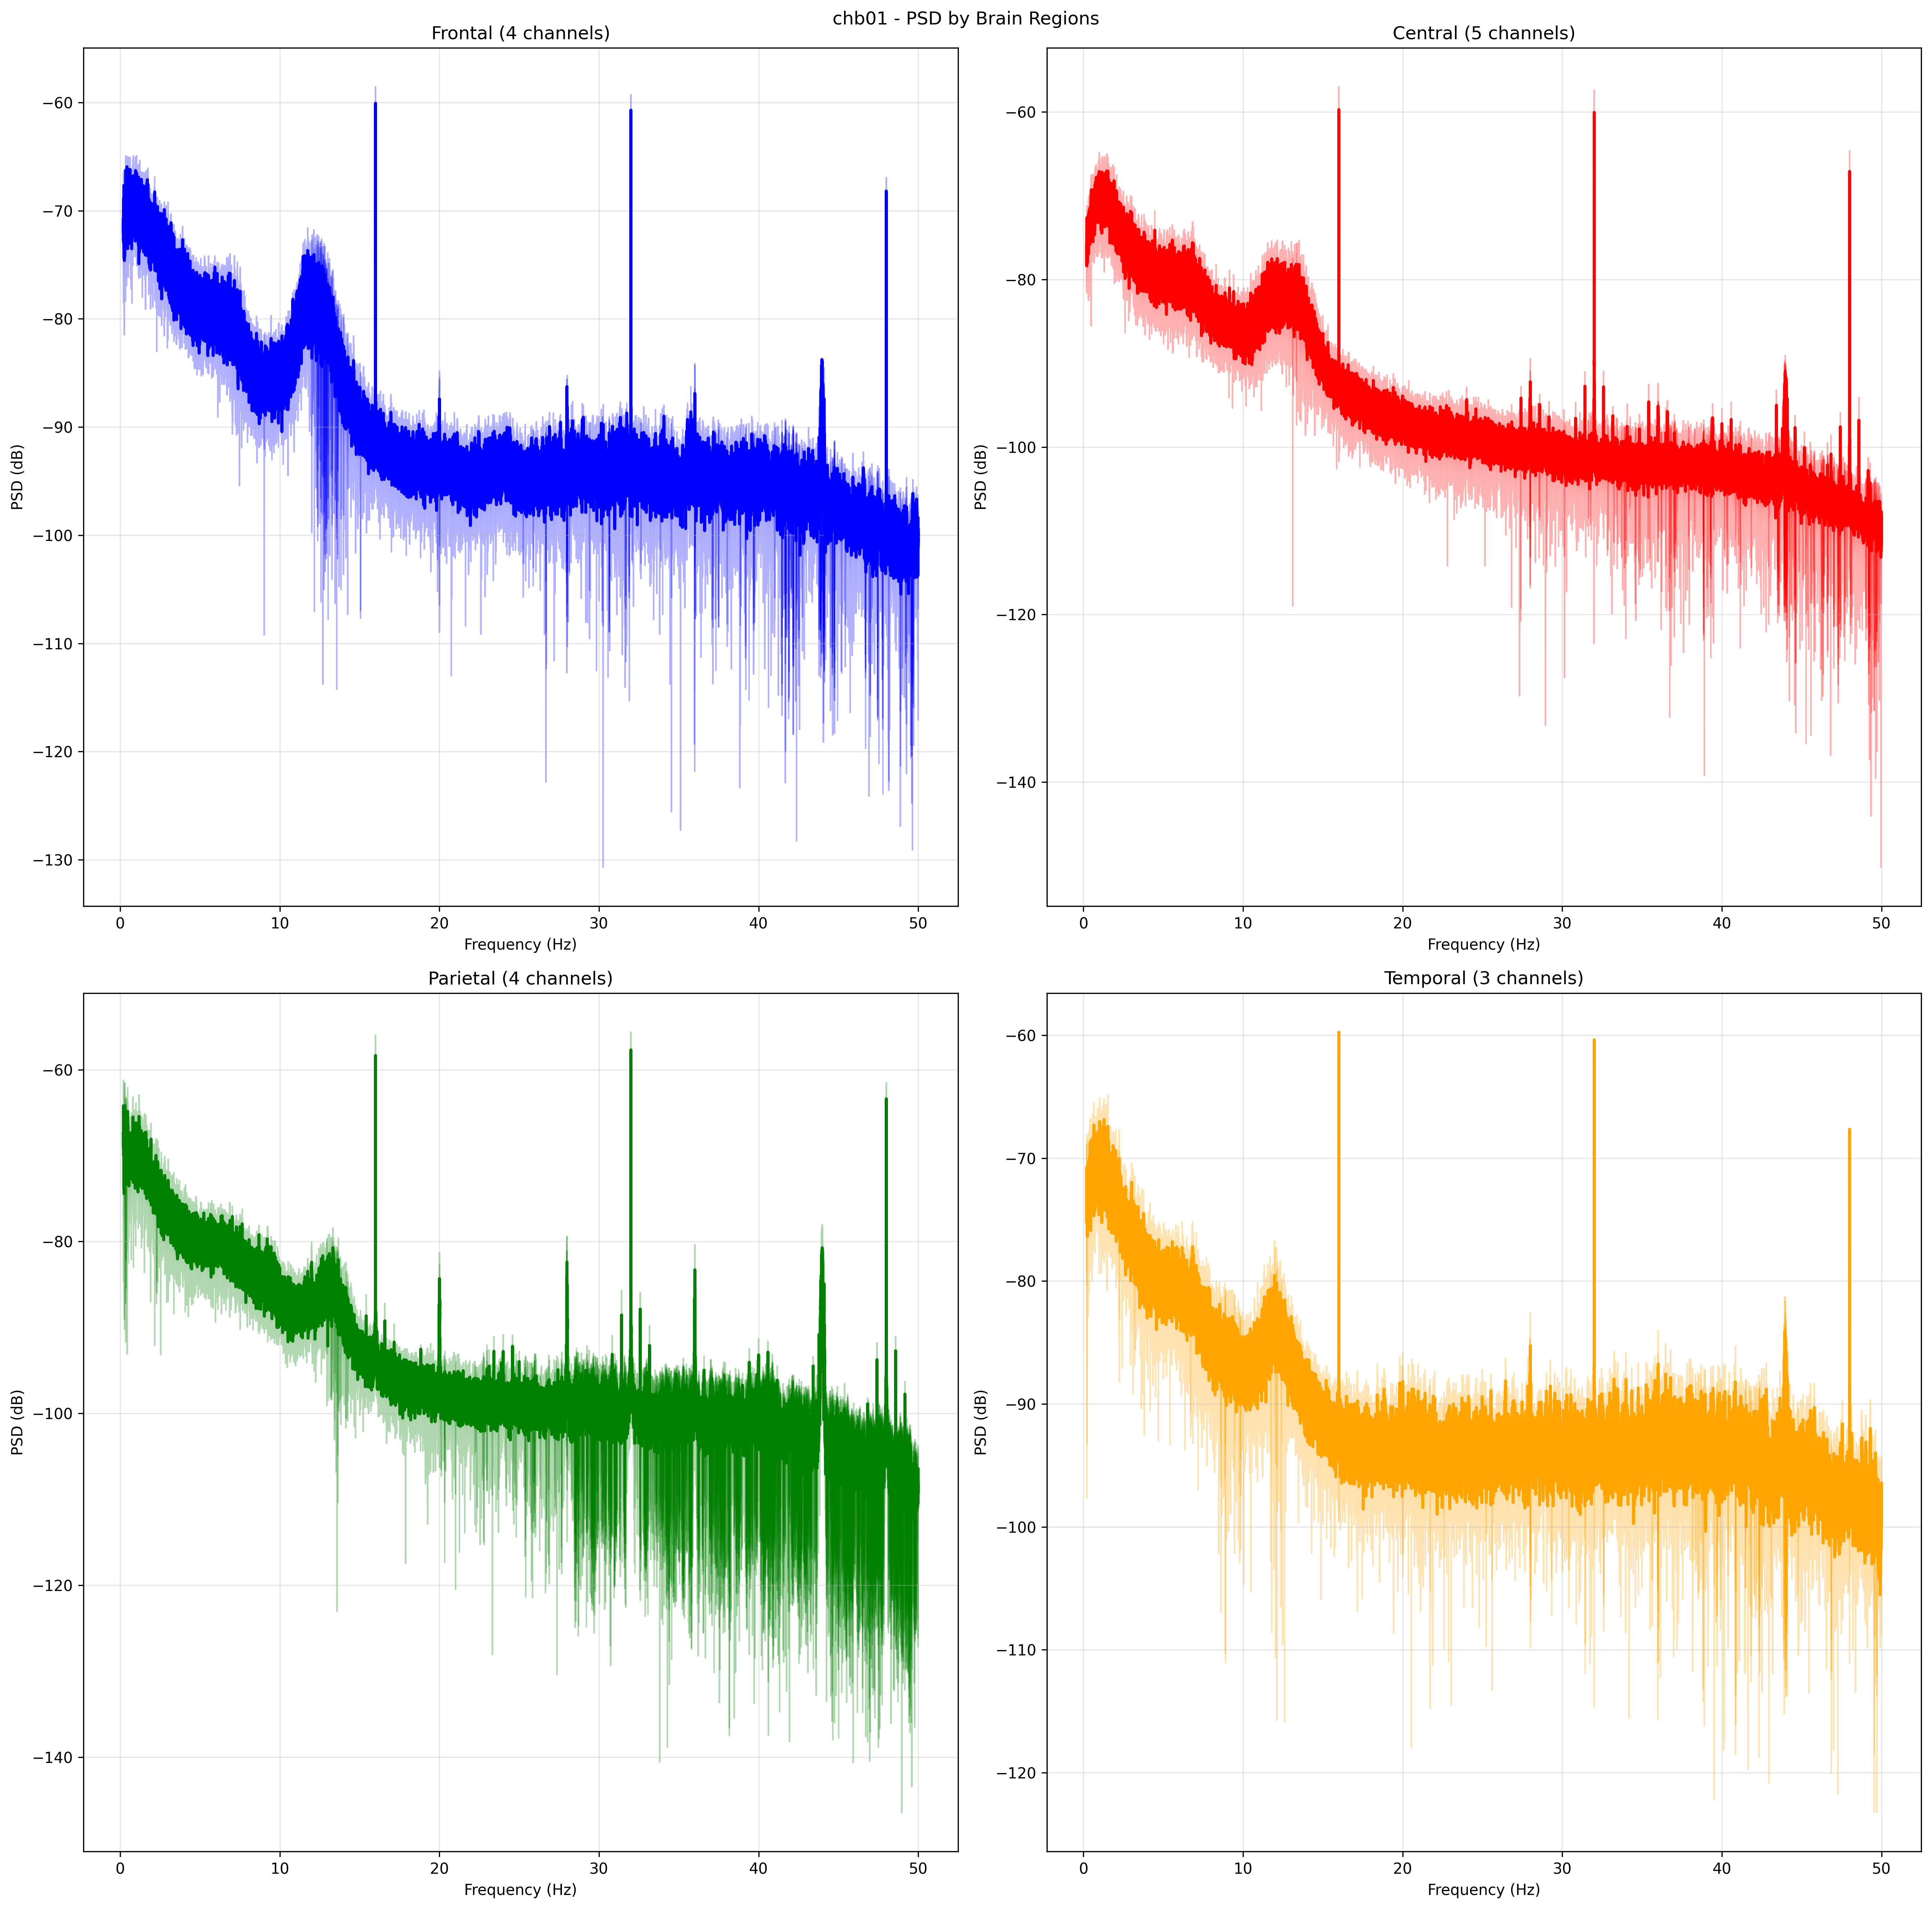 chb01 - PSD by Brain Regions
Frontal (4 channels)
PSD (dB)
−60
−70
−80
−90
−100
−110
−120
−130
0 10 20 30 40 50
Frequency (Hz)
Central (5 channels)
PSD (dB)
−60
−80
−100
−120
−140
0 10 20 30 40 50
Frequency (Hz)
Parietal (4 channels)
PSD (dB)
−60
−80
−100
−120
−140
0 10 20 30 40 50
Frequency (Hz)
Temporal (3 channels)
PSD (dB)
−60
−70
−80
−90
−100
−110
−120
0 10 20 30 40 50
Frequency (Hz)